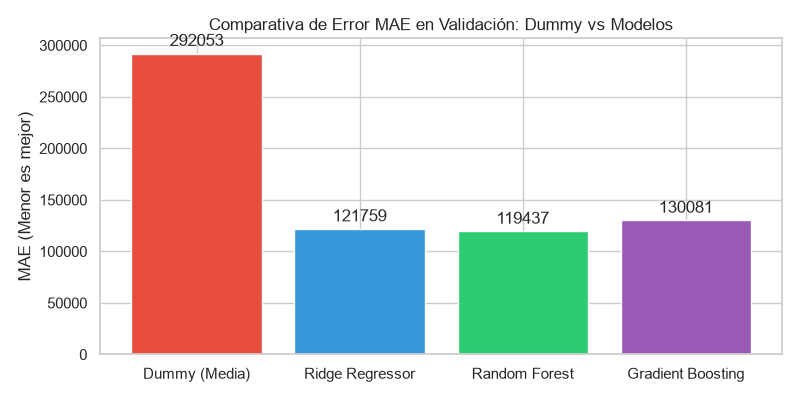 Comparativa de Error MAE en Validación: Dummy vs Modelos
MAE (Menor es mejor)
300000
250000
200000
150000
100000
50000
0
292053
121759
119437
130081
Dummy (Media)
Ridge Regressor
Random Forest
Gradient Boosting